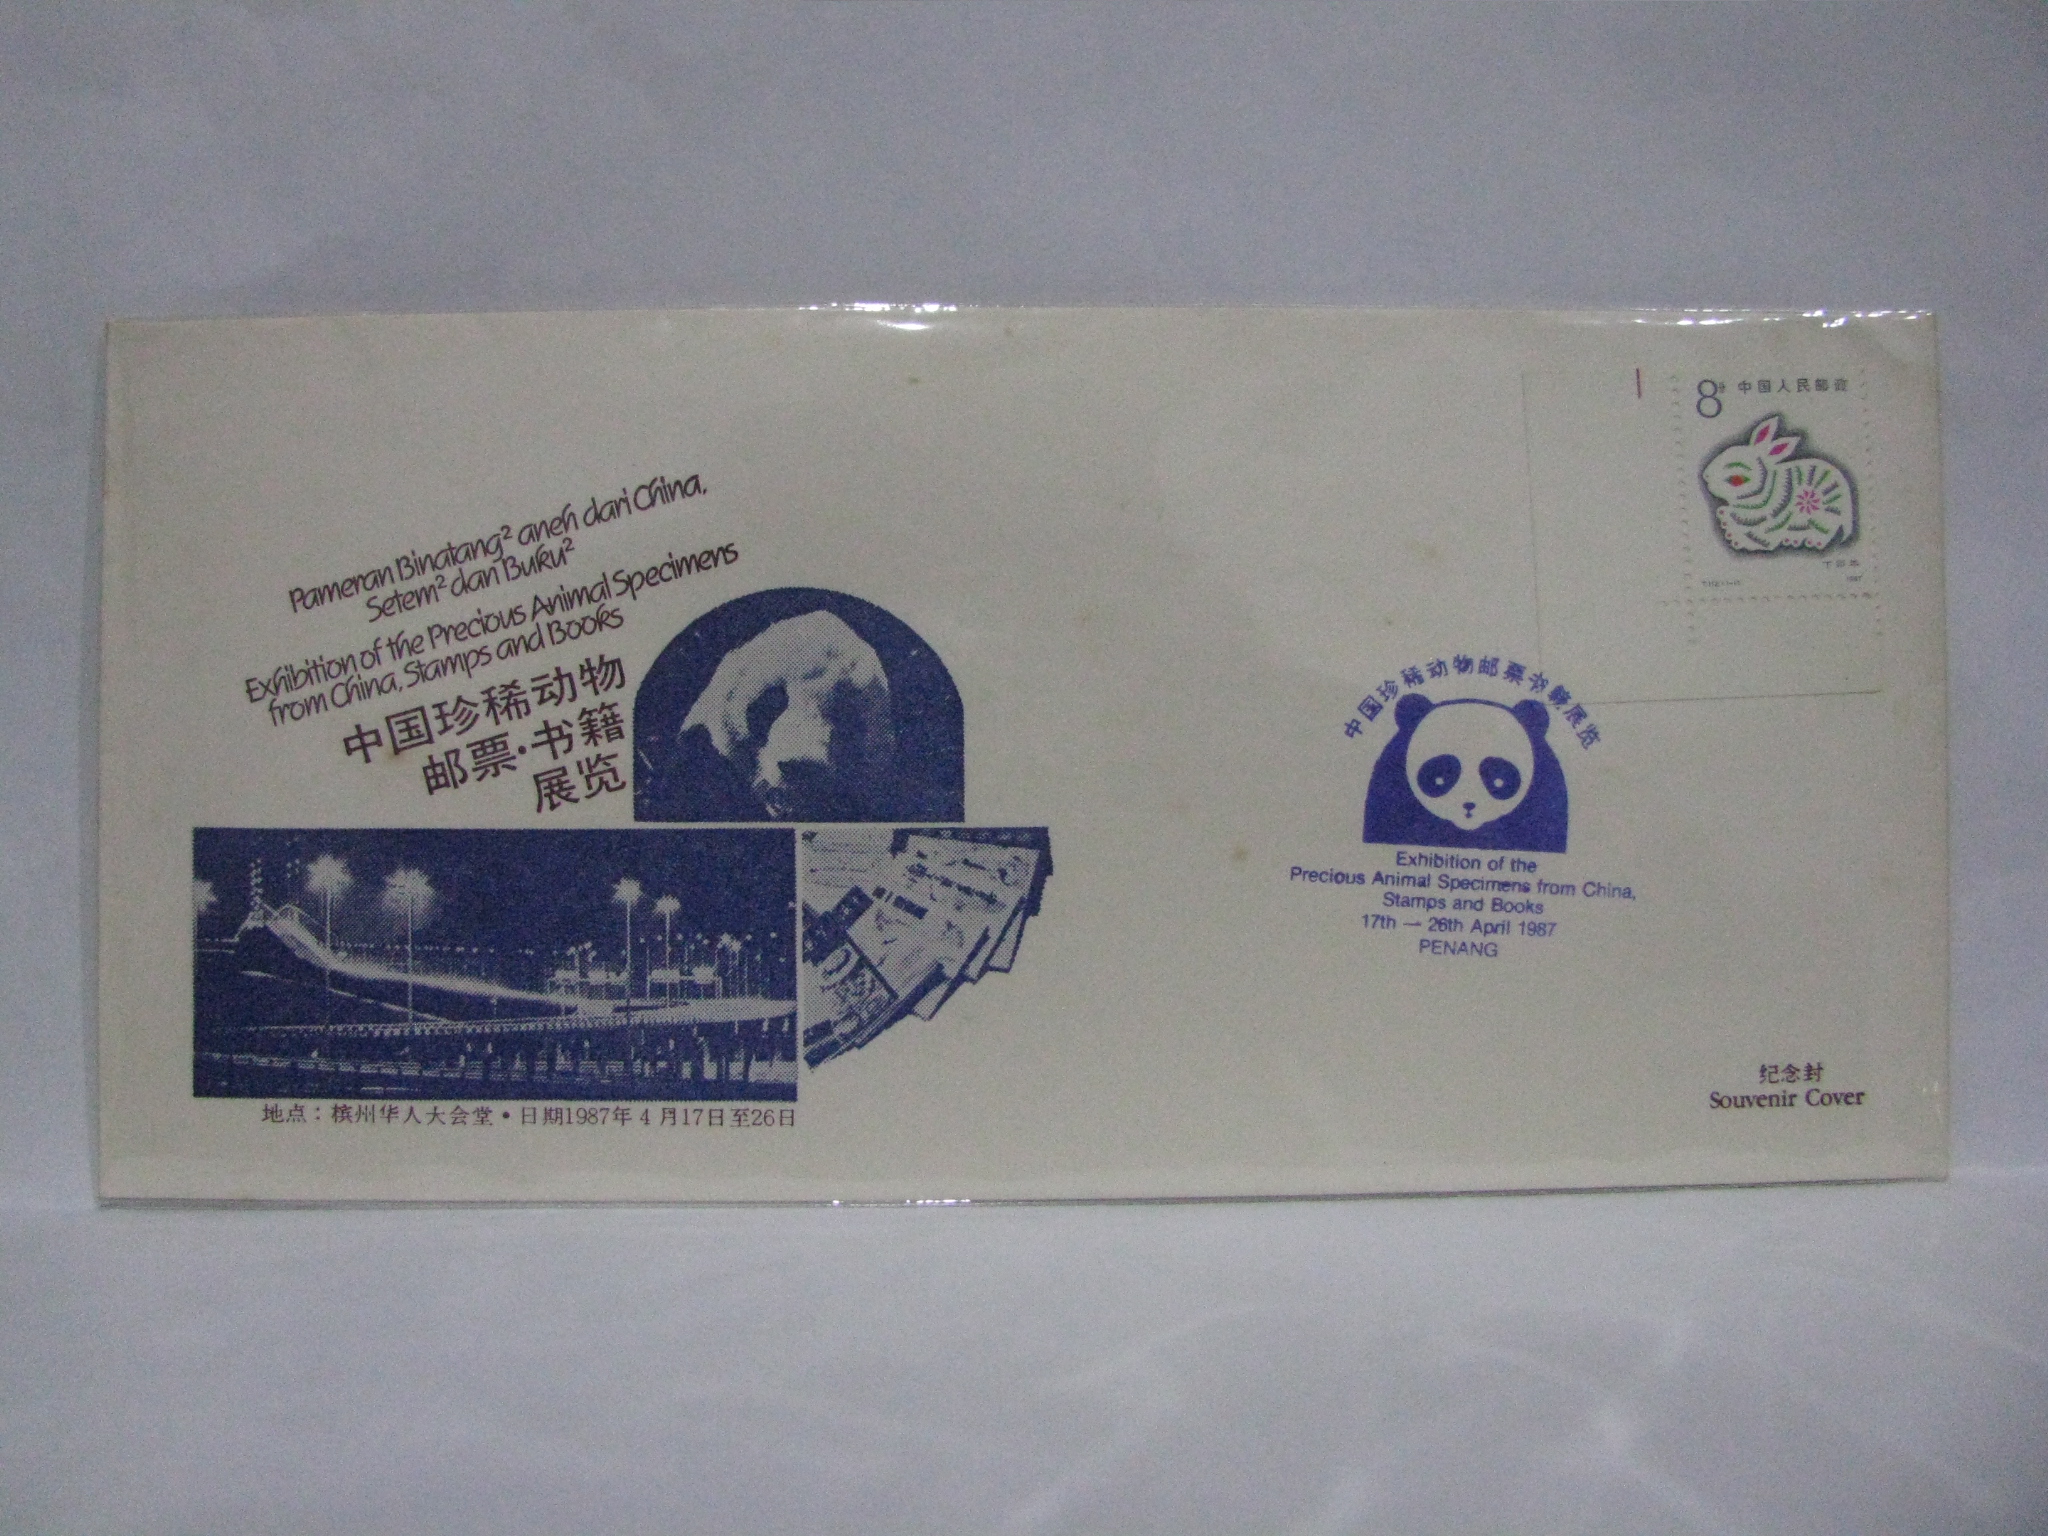 Pameran Binatang² aneh dari China,
Setem² dan Buku²
Exhibition of the Precious Animal Specimens
from China, Stamps and Books
中国珍稀动物
邮票·书籍
展览
地点：槟州华人大会堂·日期1987年4月17日至26日
8分 中国人民邮政
丁卯年
1987
中国珍稀动物邮票书籍展览
Exhibition of the
Precious Animal Specimens from China,
Stamps and Books
17th — 26th April 1987
PENANG
纪念封
Souvenir Cover